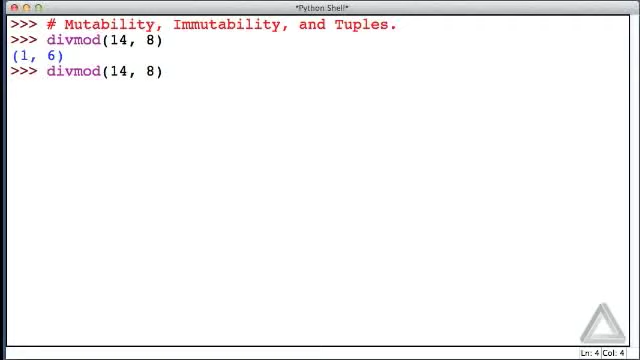 *Python Shell*
>>> # Mutability, Immutability, and Tuples.
>>> divmod(14, 8)
(1, 6)
>>> divmod(14, 8)
Ln: 4 Col: 4